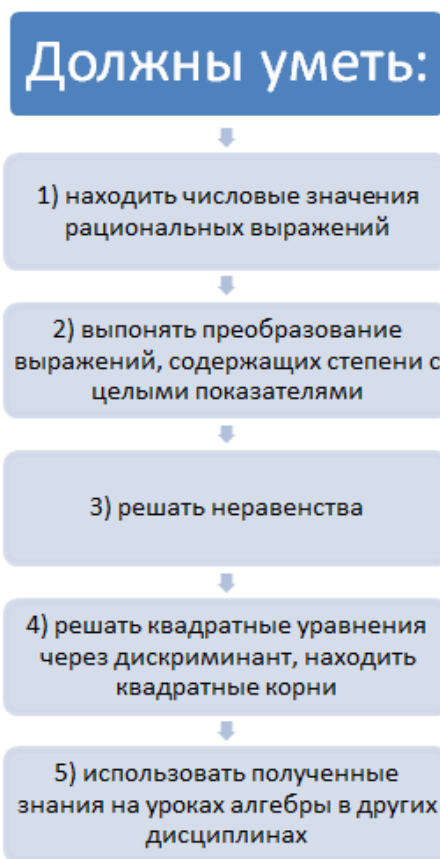 Должны уметь:
1) находить числовые значения
рациональных выражений
2) выпонять преобразование
выражений, содержащих степени с
целыми показателями
3) решать неравенства
4) решать квадратные уравнения
через дискриминант, находить
квадратные корни
5) использовать полученные
знания на уроках алгебры в других
дисциплинах